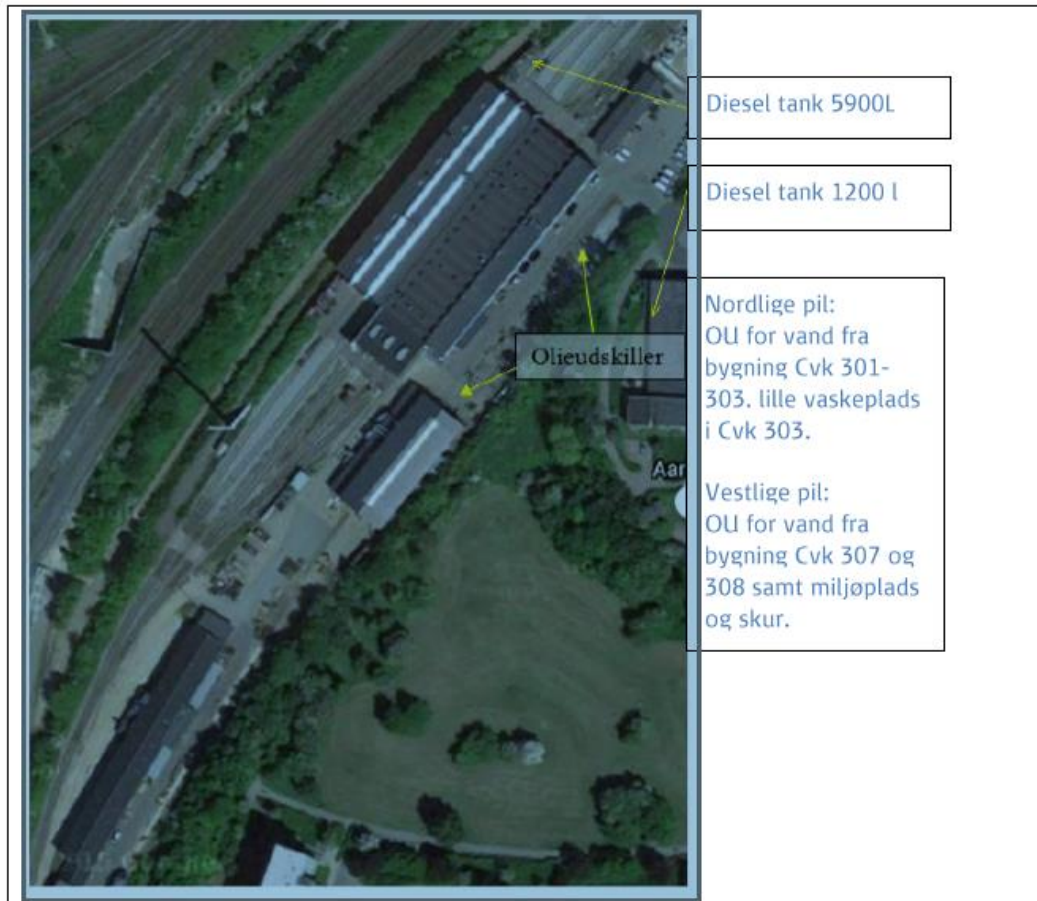 Diesel tank 5900L
Diesel tank 1200 l
Olieudskiller
Nordlige pil:
OU for vand fra
bygning Cvk 301-
303. lille vaskeplads
i Cvk 303.
Vestlige pil:
OU for vand fra
bygning Cvk 307 og
308 samt miljøplads
og skur.
Aar